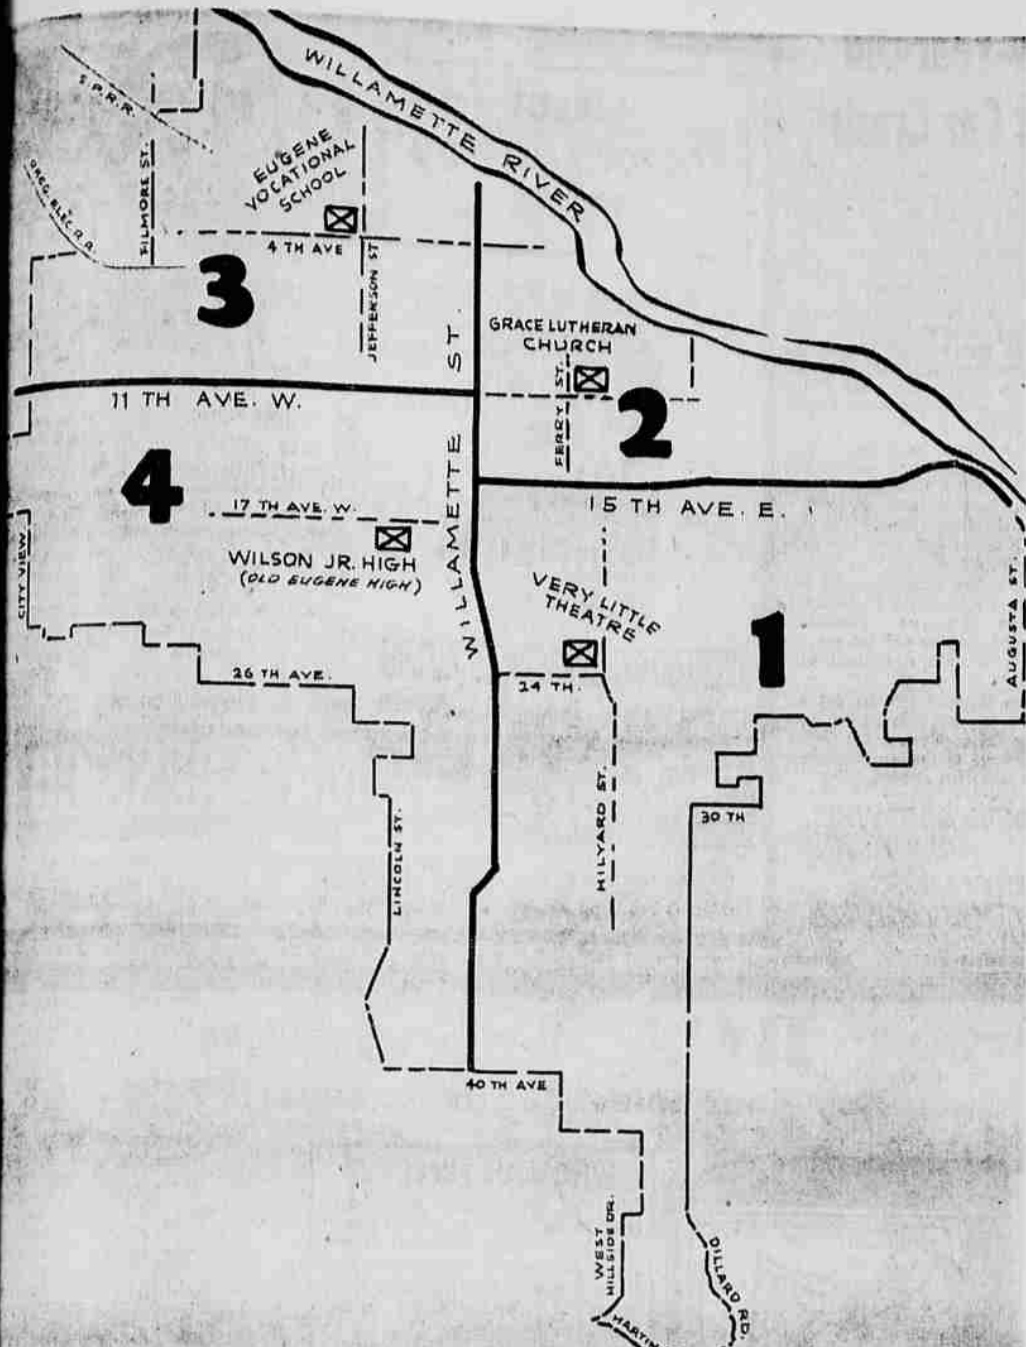 WILLAMETTE RIVER
S.P.R.R.
OREG. ELEC. R.R.
FILMORE ST.
EUGENE
VOCATIONAL
SCHOOL
4 TH AVE
JEFFERSON ST
3
WILLAMETTE ST.
GRACE LUTHERAN
CHURCH
FERRY ST.
2
11 TH AVE. W.
4
17 TH AVE. W.
WILSON JR. HIGH
(OLD EUGENE HIGH)
CITY VIEW
15 TH AVE. E.
VERY LITTLE
THEATRE
1
AUGUSTA ST.
26 TH AVE.
24 TH.
HILYARD ST.
30 TH
LINCOLN ST.
40 TH AVE
WEST
HILLSIDE DR.
DILLARD RD.
MARTIN